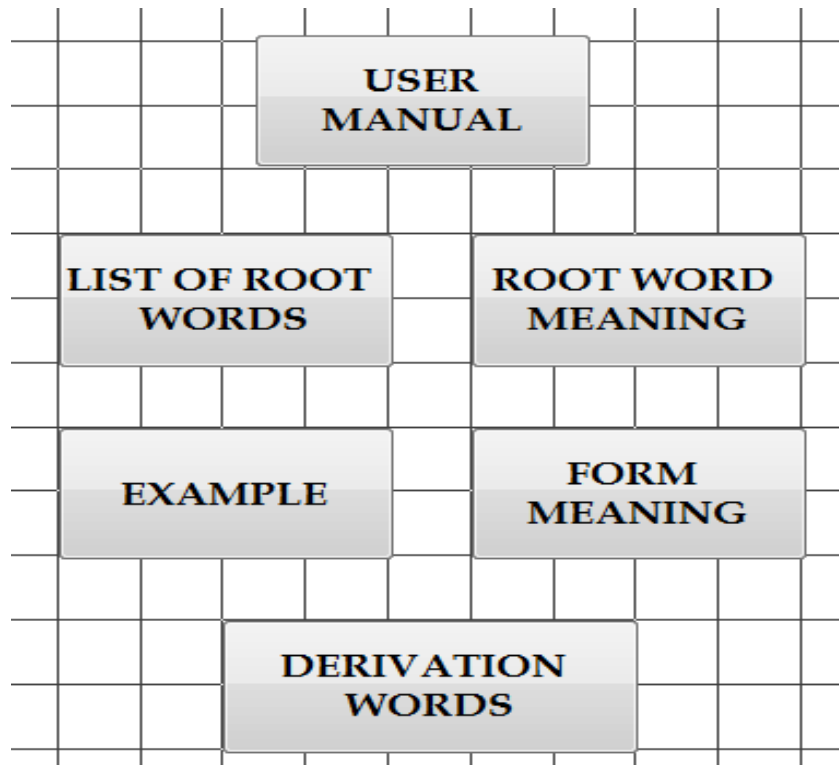 USER
MANUAL
LIST OF ROOT
WORDS
ROOT WORD
MEANING
EXAMPLE
FORM
MEANING
DERIVATION
WORDS